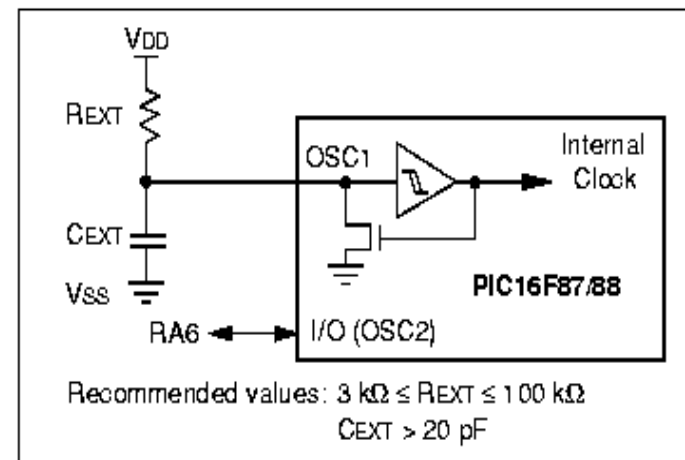 VDD
REXT
OSC1
Internal
Clock
CEXT
VSS
PIC16F87/88
RA6
I/O (OSC2)
Recommended values: 3 kΩ ≤ REXT ≤ 100 kΩ
CEXT > 20 pF